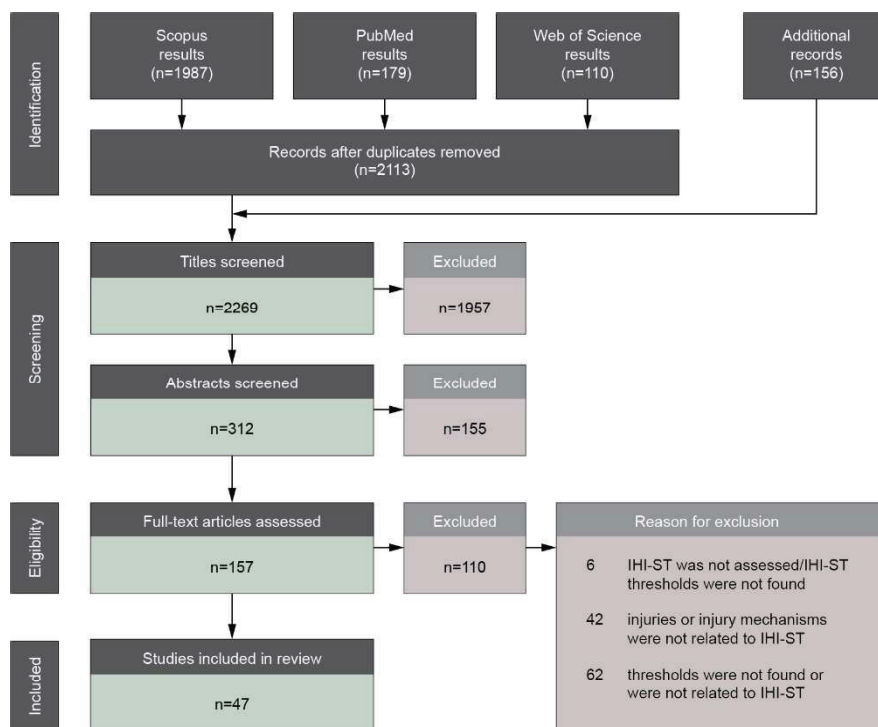 Identification
Scopus
results
(n=1987)
PubMed
results
(n=179)
Web of Science
results
(n=110)
Additional
records
(n=156)
Records after duplicates removed
(n=2113)
Screening
Titles screened
n=2269
Excluded
n=1957
Abstracts screened
n=312
Excluded
n=155
Eligibility
Full-text articles assessed
n=157
Excluded
n=110
Reason for exclusion
6 IHI-ST was not assessed/IHI-ST
thresholds were not found
42 injuries or injury mechanisms
were not related to IHI-ST
62 thresholds were not found or
were not related to IHI-ST
Included
Studies included in review
n=47